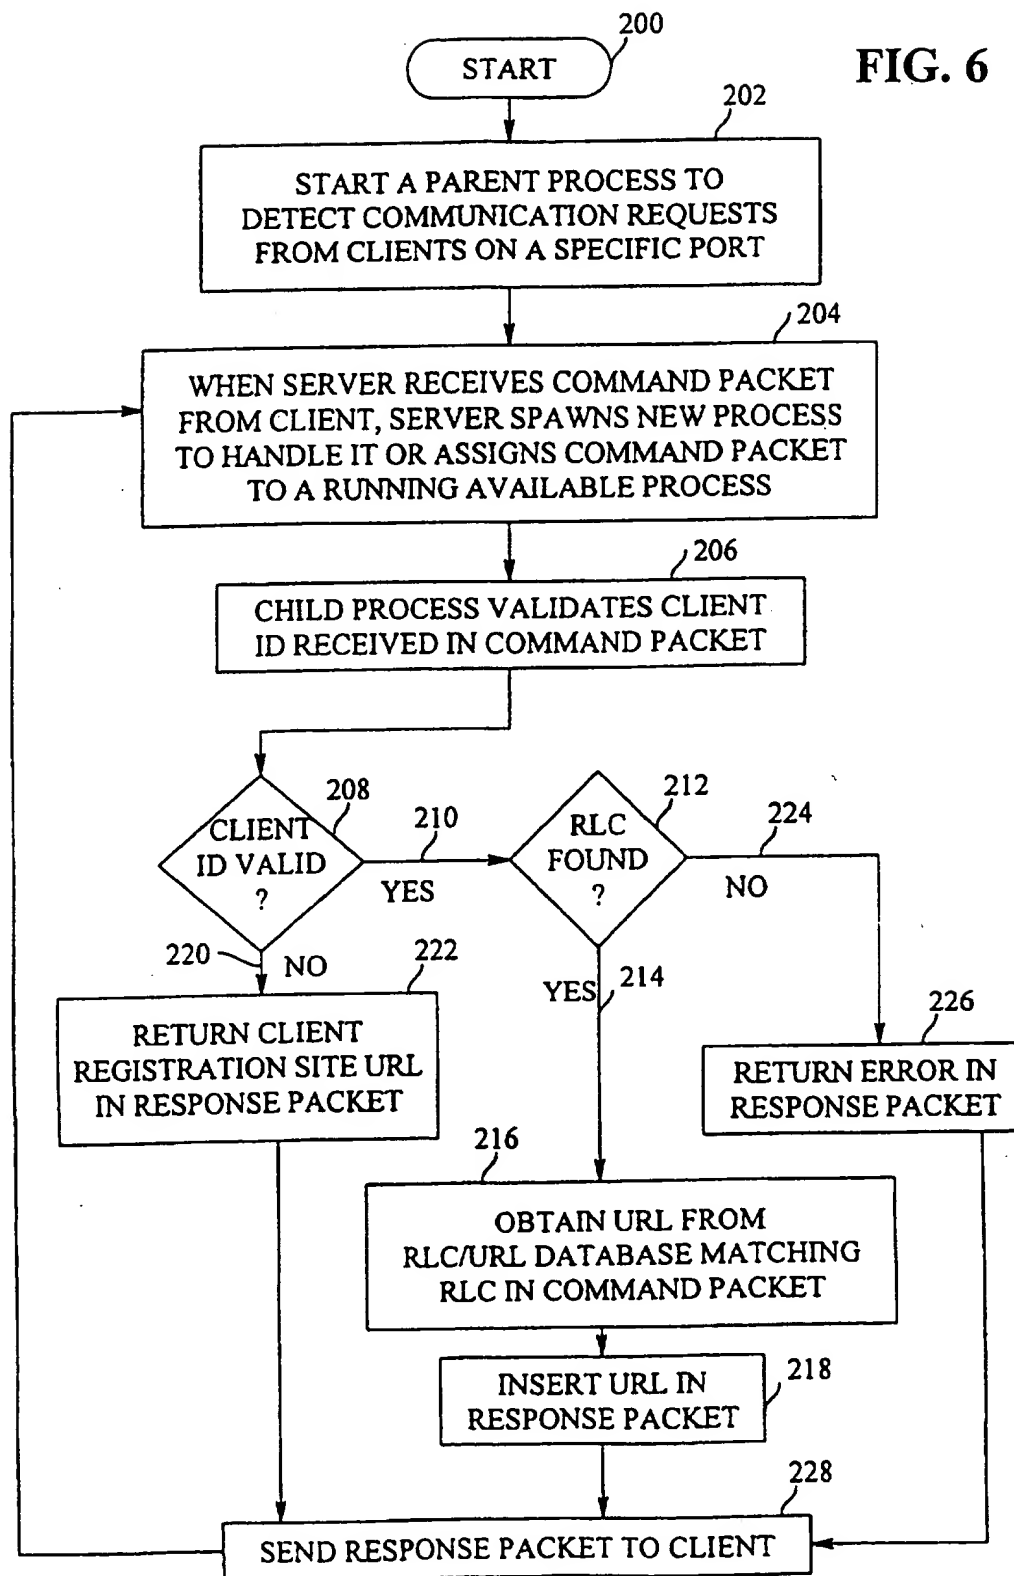 200
START
FIG. 6
202
START A PARENT PROCESS TO
DETECT COMMUNICATION REQUESTS
FROM CLIENTS ON A SPECIFIC PORT
204
WHEN SERVER RECEIVES COMMAND PACKET
FROM CLIENT, SERVER SPAWNS NEW PROCESS
TO HANDLE IT OR ASSIGNS COMMAND PACKET
TO A RUNNING AVAILABLE PROCESS
206
CHILD PROCESS VALIDATES CLIENT
ID RECEIVED IN COMMAND PACKET
208
CLIENT
ID VALID
?
210
YES
212
RLC
FOUND
?
224
NO
220
NO
222
RETURN CLIENT
REGISTRATION SITE URL
IN RESPONSE PACKET
YES
214
226
RETURN ERROR IN
RESPONSE PACKET
216
OBTAIN URL FROM
RLC/URL DATABASE MATCHING
RLC IN COMMAND PACKET
218
INSERT URL IN
RESPONSE PACKET
228
SEND RESPONSE PACKET TO CLIENT